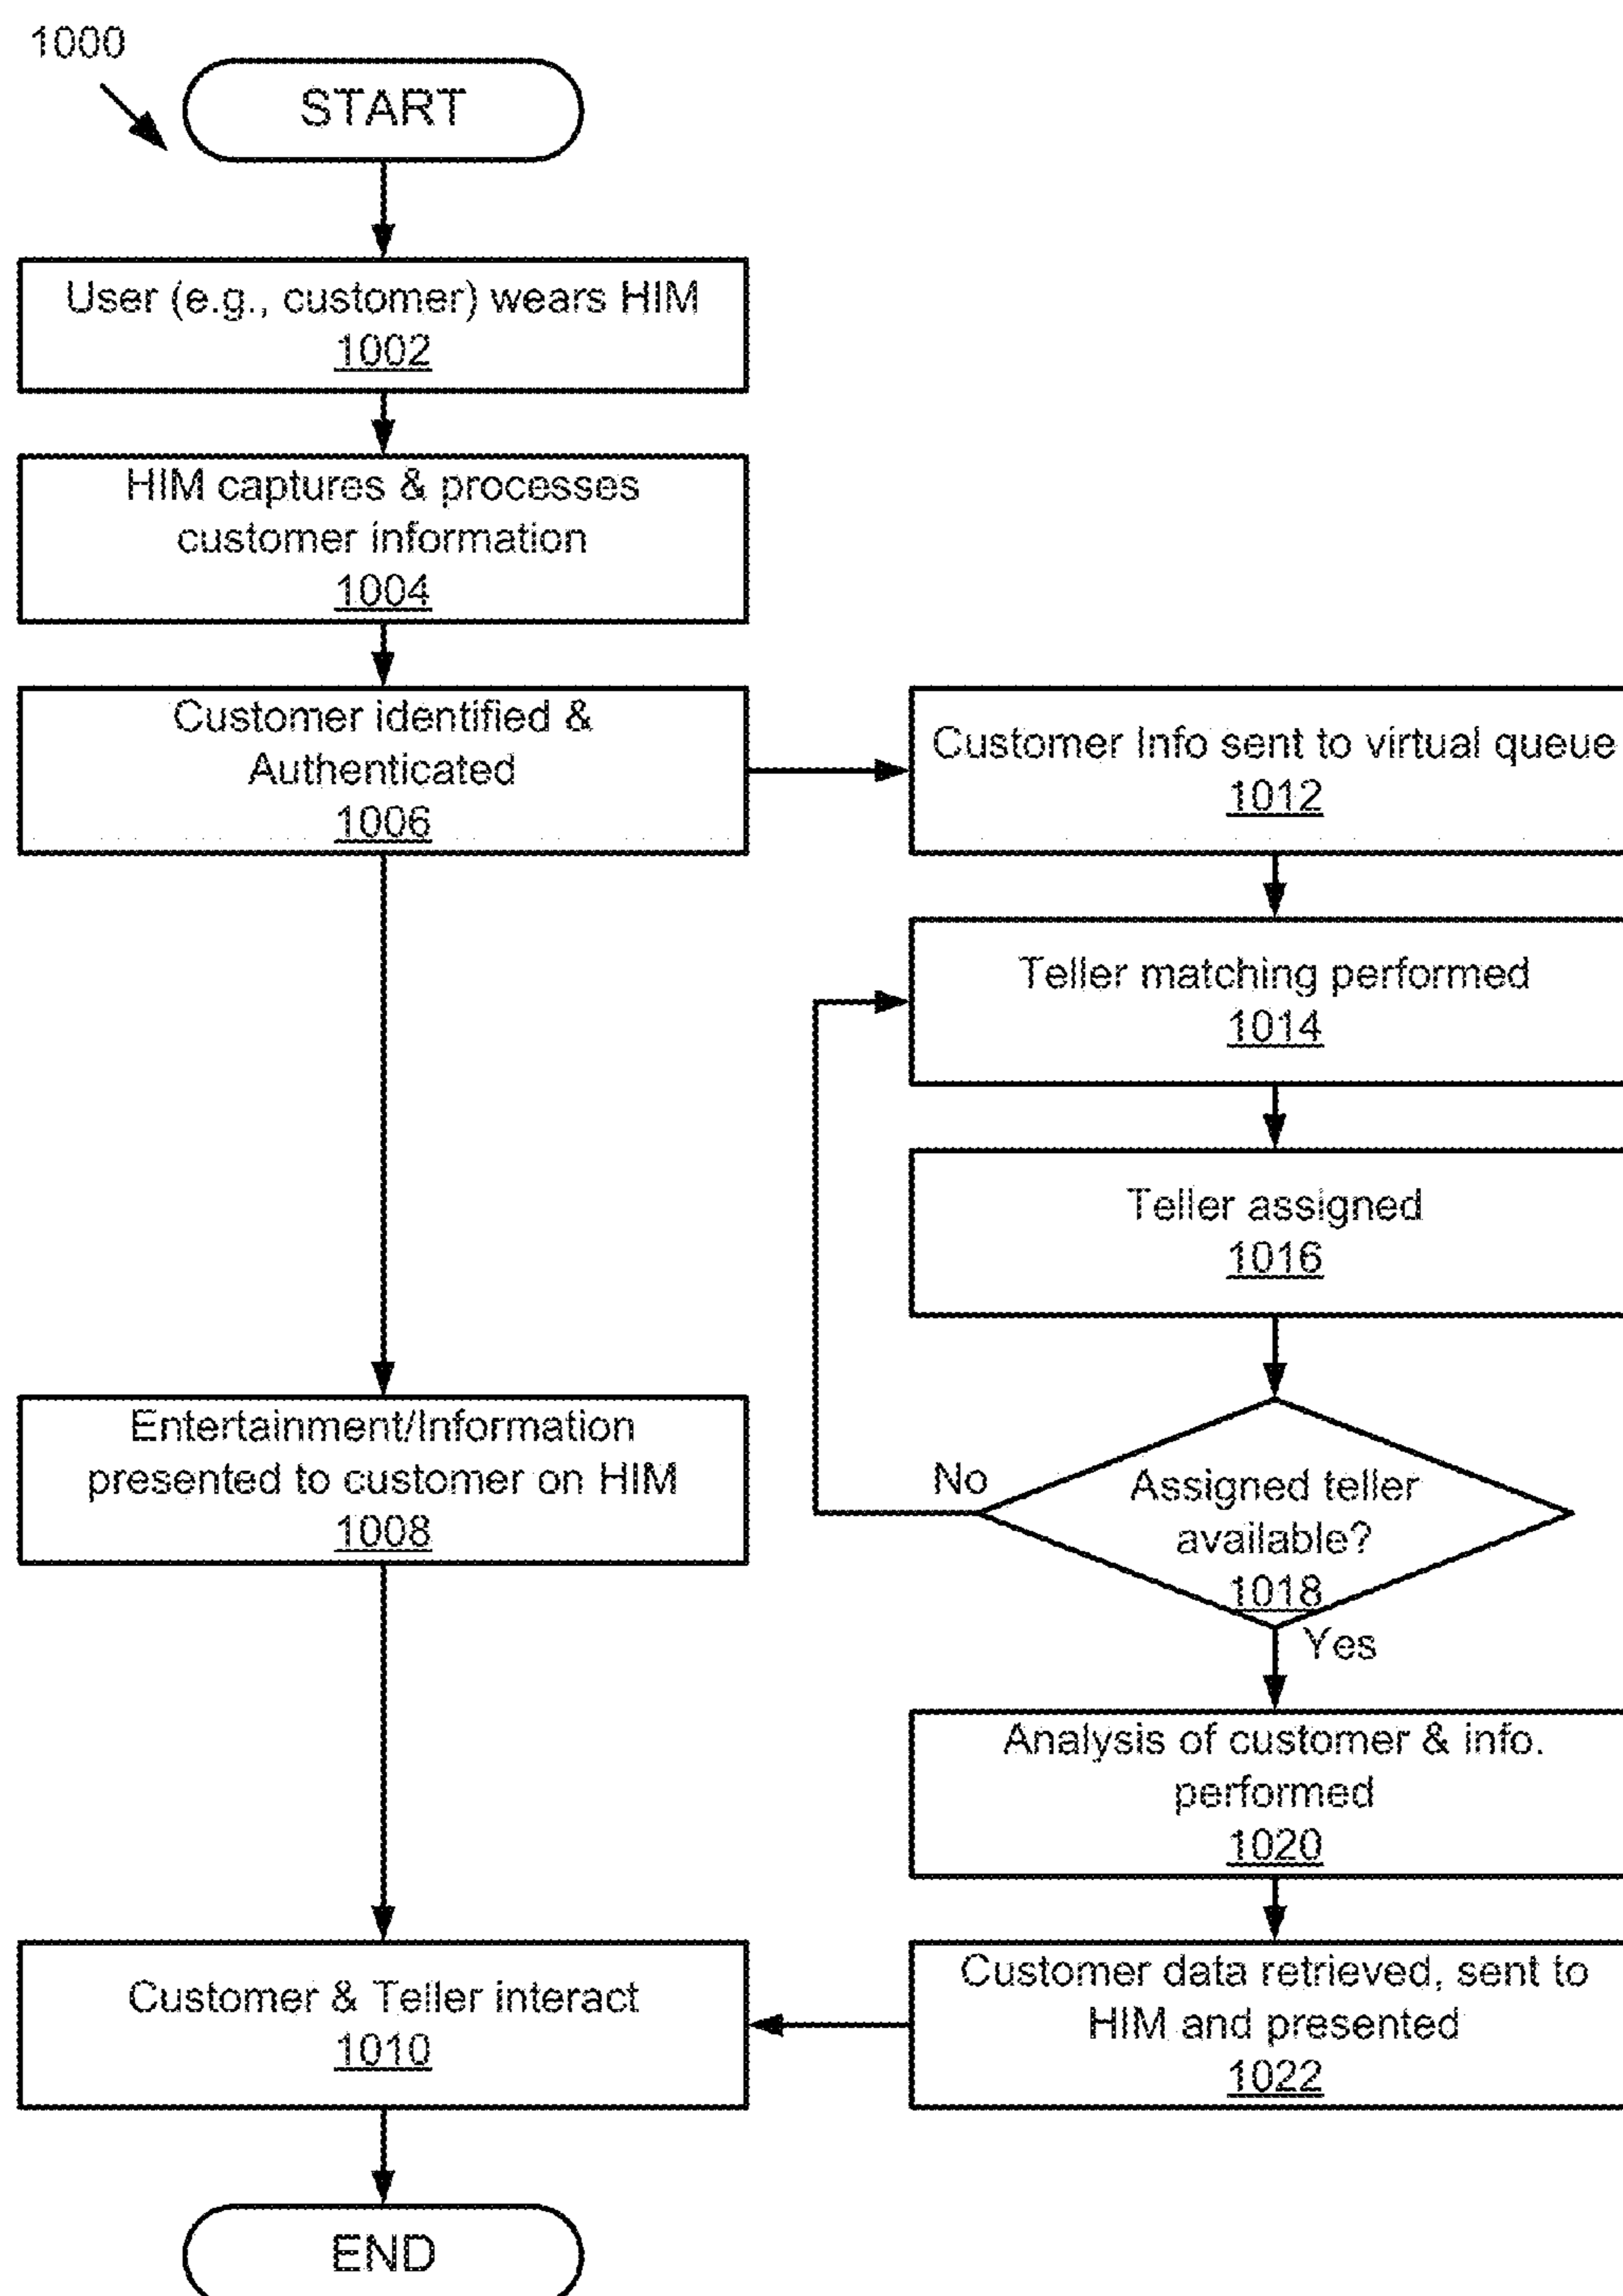 1000
START
User (e.g., customer) wears HIM
1002
HIM captures & processes
customer information
1004
Customer identified &
Authenticated
1006
Customer Info sent to virtual queue
1012
Teller matching performed
1014
Teller assigned
1016
Entertainment/Information
presented to customer on HIM
1008
No
Assigned teller
available?
1018
Yes
Analysis of customer & info.
performed
1020
Customer & Teller interact
1010
Customer data retrieved, sent to
HIM and presented
1022
END